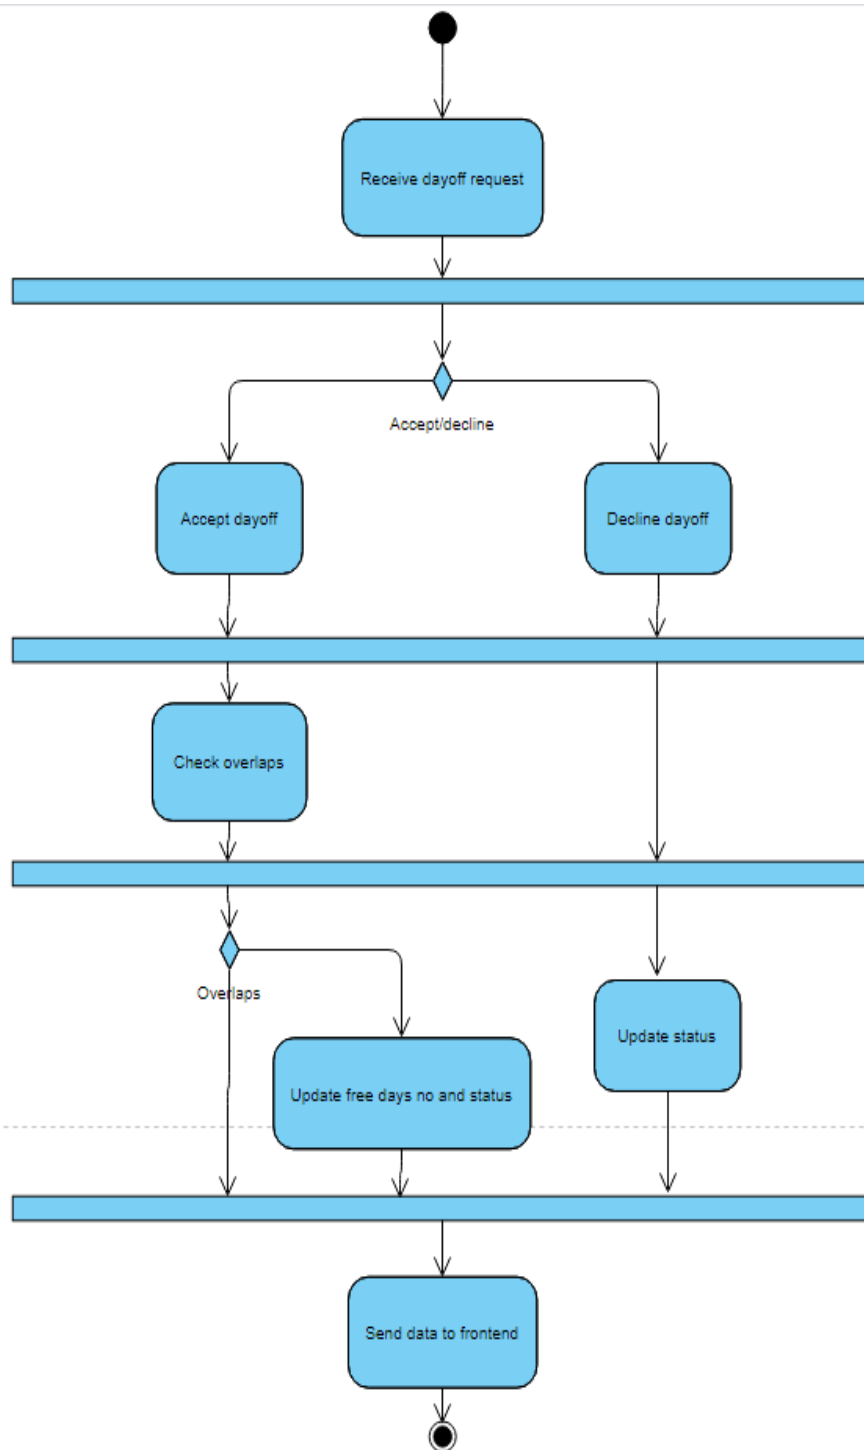 Receive dayoff request
Accept/decline
Accept dayoff
Decline dayoff
Check overlaps
Overlaps
Update status
Update free days no and status
Send data to frontend